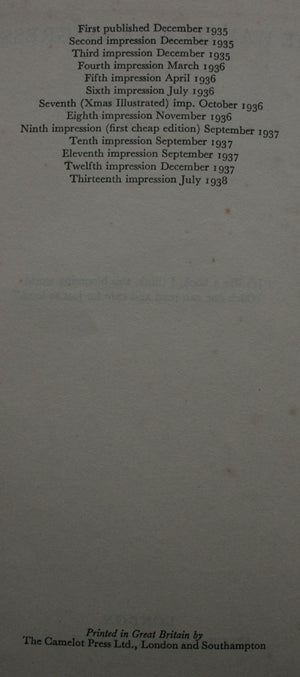 First published December 1935
Second impression December 1935
Third impression December 1935
Fourth impression March 1936
Fifth impression April 1936
Sixth impression July 1936
Seventh (Xmas Illustrated) imp. October 1936
Eighth impression November 1936
Ninth impression (first cheap edition) September 1937
Tenth impression September 1937
Eleventh impression September 1937
Twelfth impression December 1937
Thirteenth impression July 1938
Printed in Great Britain by
The Camelot Press Ltd., London and Southampton